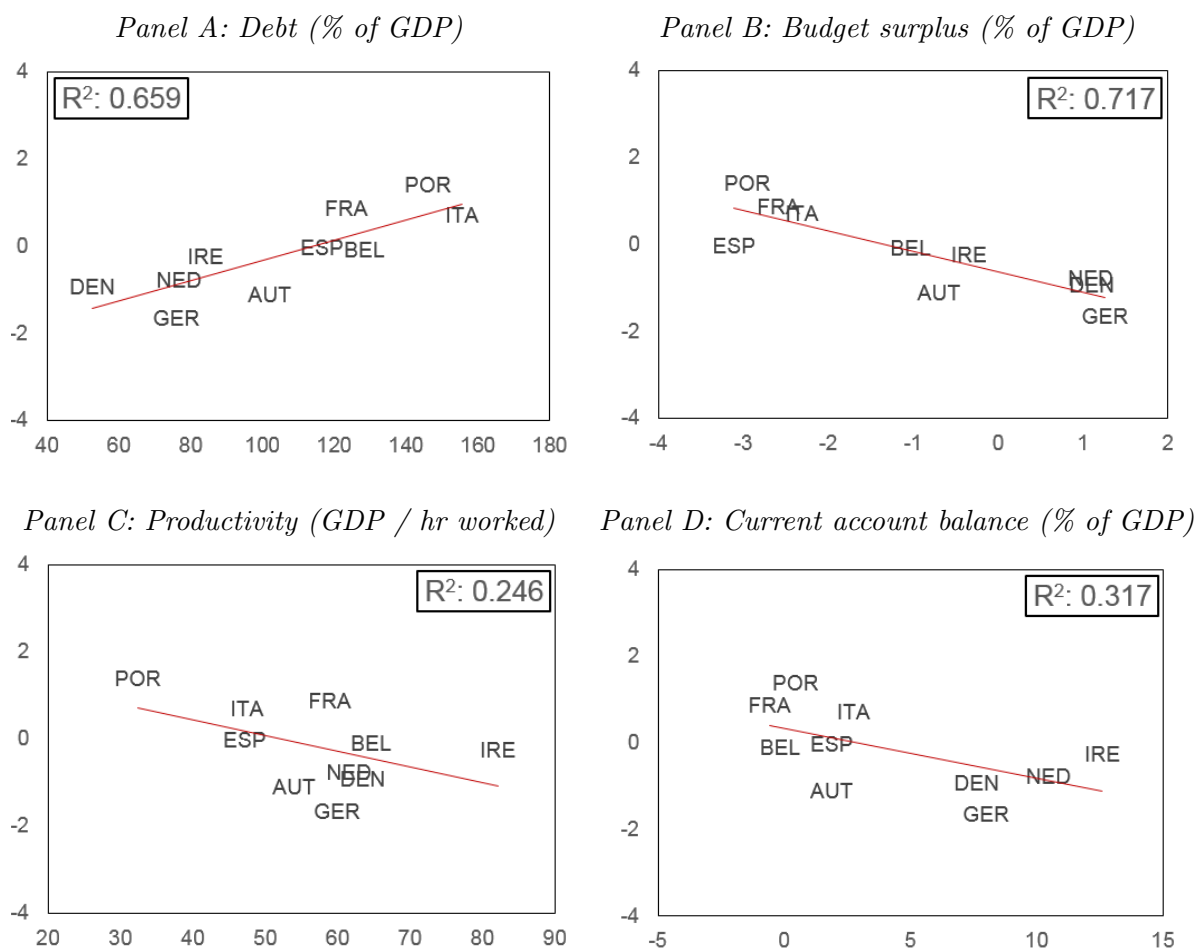 Panel A: Debt (% of GDP)
4
R²: 0.659
2
POR
FRA
ITA
0
ESP
BEL
IRE
DEN
NED
AUT
GER
-2
-4
40 60 80 100 120 140 160 180
Panel B: Budget surplus (% of GDP)
4
R²: 0.717
2
POR
FRA
ITA
0
ESP
BEL
IRE
AUT
NED
DEN
GER
-2
-4
-4 -3 -2 -1 0 1 2
Panel C: Productivity (GDP / hr worked)
4
R²: 0.246
2
POR
FRA
ITA
0
ESP
BEL
IRE
NED
DEN
AUT
GER
-2
-4
20 30 40 50 60 70 80 90
Panel D: Current account balance (% of GDP)
4
R²: 0.317
2
POR
FRA
ITA
0
BEL
ESP
IRE
NED
DEN
AUT
GER
-2
-4
-5 0 5 10 15